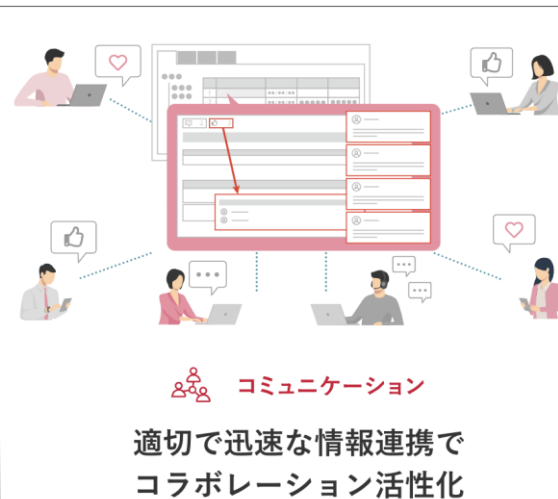 コミュニケーション
適切で迅速な情報連携で
コラボレーション活性化